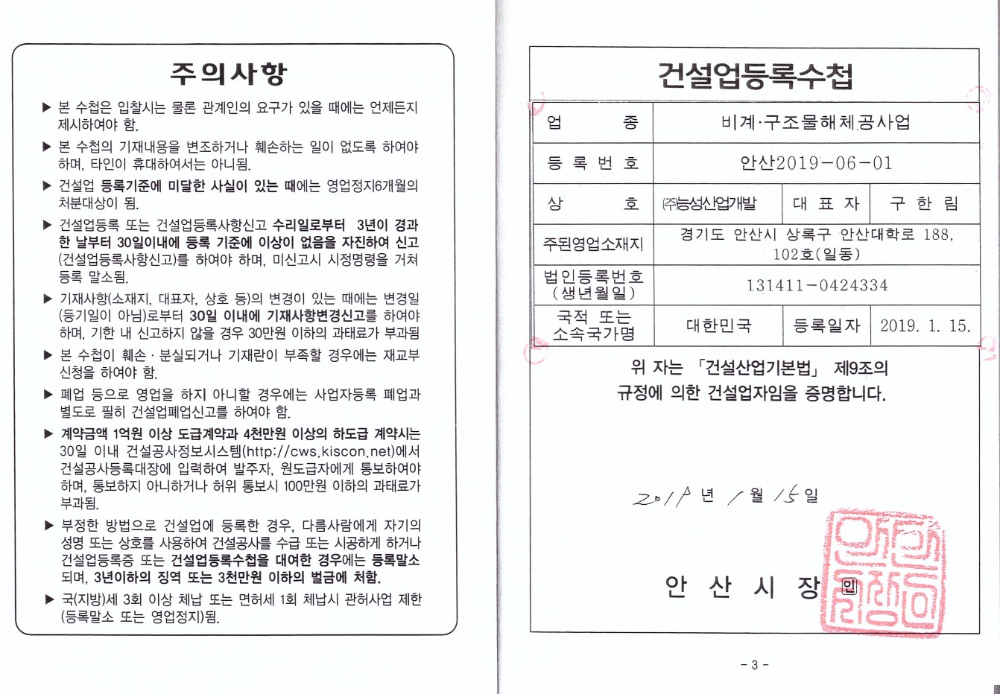 주의사항
▶ 본 수첩은 입찰시는 물론 관계인의 요구가 있을 때에는 언제든지
제시하여야 함.
▶ 본 수첩의 기재내용을 변조하거나 훼손하는 일이 없도록 하여야
하며, 타인이 휴대하여서는 아니됨.
▶ 건설업 등록기준에 미달한 사실이 있는 때에는 영업정지6개월의
처분대상이 됨.
▶ 건설업등록 또는 건설업등록사항신고 수리일로부터 3년이 경과
한 날부터 30일이내에 등록 기준에 이상이 없음을 자진하여 신고
(건설업등록사항신고)를 하여야 하며, 미신고시 시정명령을 거쳐
등록 말소됨.
▶ 기재사항(소재지, 대표자, 상호 등)의 변경이 있는 때에는 변경일
(등기일이 아님)로부터 30일 이내에 기재사항변경신고를 하여야
하며, 기한 내 신고하지 않을 경우 30만원 이하의 과태료가 부과됨
▶ 본 수첩이 훼손 · 분실되거나 기재란이 부족할 경우에는 재교부
신청을 하여야 함.
▶ 폐업 등으로 영업을 하지 아니할 경우에는 사업자등록 폐업과
별도로 필히 건설업폐업신고를 하여야 함.
▶ 계약금액 1억원 이상 도급계약과 4천만원 이상의 하도급 계약시는
30일 이내 건설공사정보시스템(http://cws.kiscon.net)에서
건설공사등록대장에 입력하여 발주자, 원도급자에게 통보하여야
하며, 통보하지 아니하거나 허위 통보시 100만원 이하의 과태료가
부과됨.
▶ 부정한 방법으로 건설업에 등록한 경우, 다름사람에게 자기의
성명 또는 상호를 사용하여 건설공사를 수급 또는 시공하게 하거나
건설업등록증 또는 건설업등록수첩을 대여한 경우에는 등록말소
되며, 3년이하의 징역 또는 3천만원 이하의 벌금에 처함.
▶ 국(지방)세 3회 이상 체납 또는 면허세 1회 체납시 관허사업 제한
(등록말소 또는 영업정지)됨.
건설업등록수첩
업 종 비계·구조물해체공사업
등 록 번 호 안산2019-06-01
상 호 ㈜능성산업개발 대 표 자 구 한 림
주된영업소재지 경기도 안산시 상록구 안산대학로 188,
102호(일동)
법인등록번호
(생년월일) 131411-0424334
국적 또는
소속국가명 대한민국 등록일자 2019. 1. 15.
위 자는 「건설산업기본법」 제9조의
규정에 의한 건설업자임을 증명합니다.
2019 년 1 월 15 일
안 산 시 장 인
- 3 -